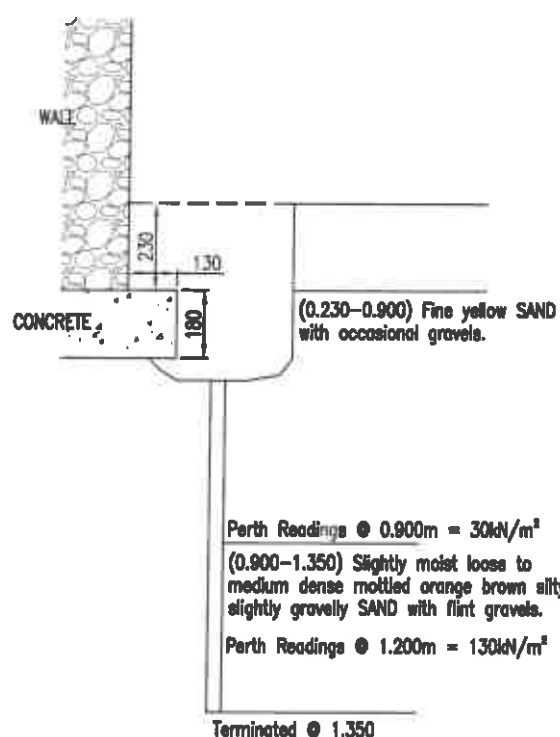 WALL
230
130
CONCRETE
180
(0.230-0.900) Fine yellow SAND
with occasional gravels.
Perth Readings @ 0.900m = 30kN/m²
(0.900-1.350) Slightly moist loose to
medium dense mottled orange brown silty
slightly gravelly SAND with flint gravels.
Perth Readings @ 1.200m = 130kN/m²
Terminated @ 1.350